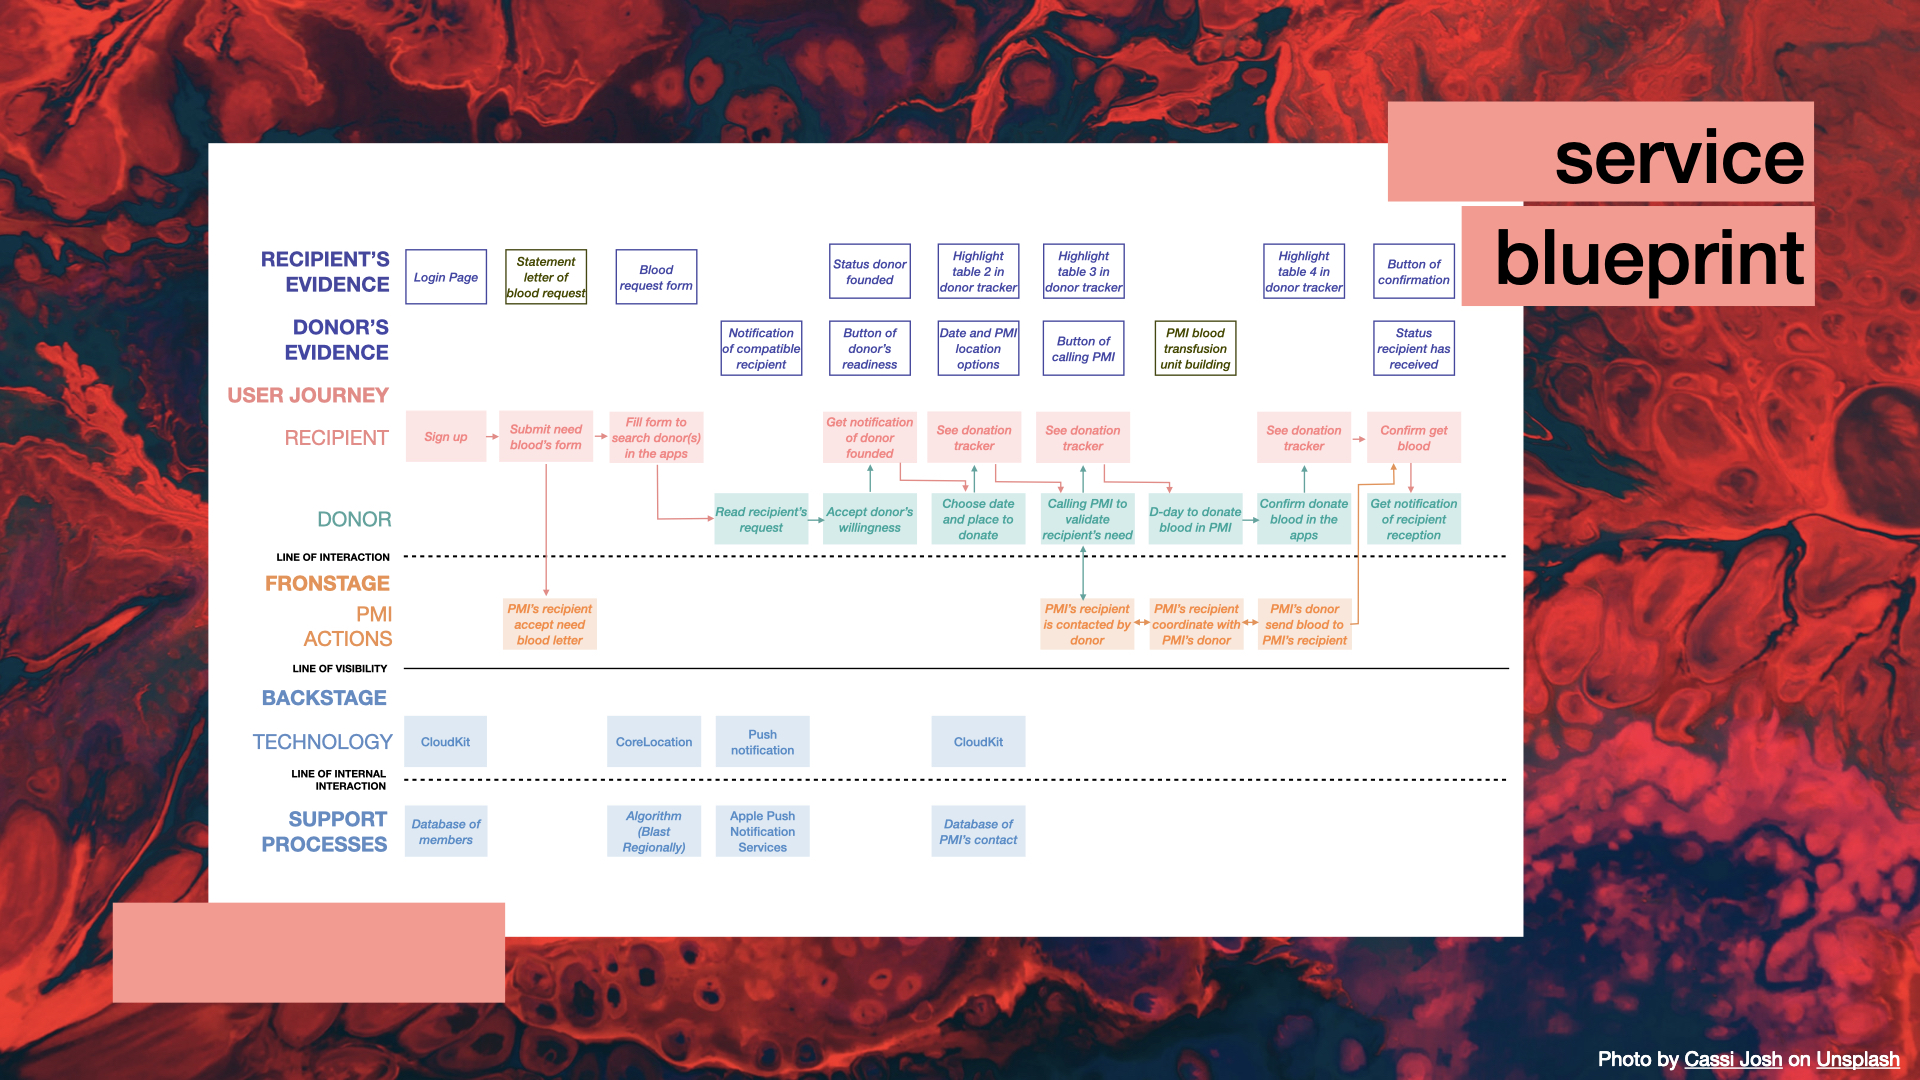 service
blueprint
RECIPIENT'S
EVIDENCE
Login Page
Statement
letter of
blood request
Blood
request form
Status donor
founded
Highlight
table 2 in
donor tracker
Highlight
table 3 in
donor tracker
Highlight
table 4 in
donor tracker
Button of
confirmation
DONOR'S
EVIDENCE
Notification
of compatible
recipient
Button of
donor's
readiness
Date and PMI
location
options
Button of
calling PMI
PMI blood
transfusion
unit building
Status
recipient has
received
USER JOURNEY
RECIPIENT
Sign up
Submit need
blood's form
Fill form to
search donor(s)
in the apps
Get notification
of donor
founded
See donation
tracker
See donation
tracker
See donation
tracker
Confirm get
blood
DONOR
Read recipient's
request
Accept donor's
willingness
Choose date
and place to
donate
Calling PMI to
validate
recipient's need
D-day to donate
blood in PMI
Confirm donate
blood in the
apps
Get notification
of recipient
reception
LINE OF INTERACTION
FRONSTAGE
PMI
ACTIONS
PMI's recipient
accept need
blood letter
PMI's recipient
is contacted by
donor
PMI's recipient
coordinate with
PMI's donor
PMI's donor
send blood to
PMI's recipient
LINE OF VISIBILITY
BACKSTAGE
TECHNOLOGY
CloudKit
CoreLocation
Push
notification
CloudKit
LINE OF INTERNAL
INTERACTION
SUPPORT
PROCESSES
Database of
members
Algorithm
(Blast
Regionally)
Apple Push
Notification
Services
Database of
PMI's contact
Photo by Cassi Josh on Unsplash